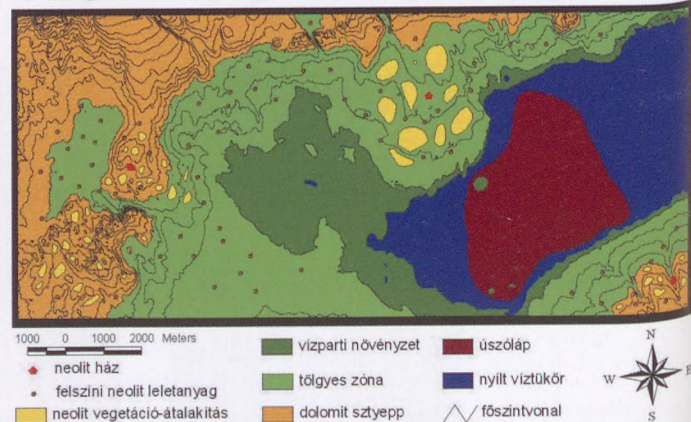 1000 0 1000 2000 Meters
neolit ház
felszíni neolit leletanyag
neolit vegetáció-átalakítás
vízparti növényzet
tölgyes zóna
dolomit sztyepp
úszóláp
nyílt víztükör
főszintvonal
N
W E
S